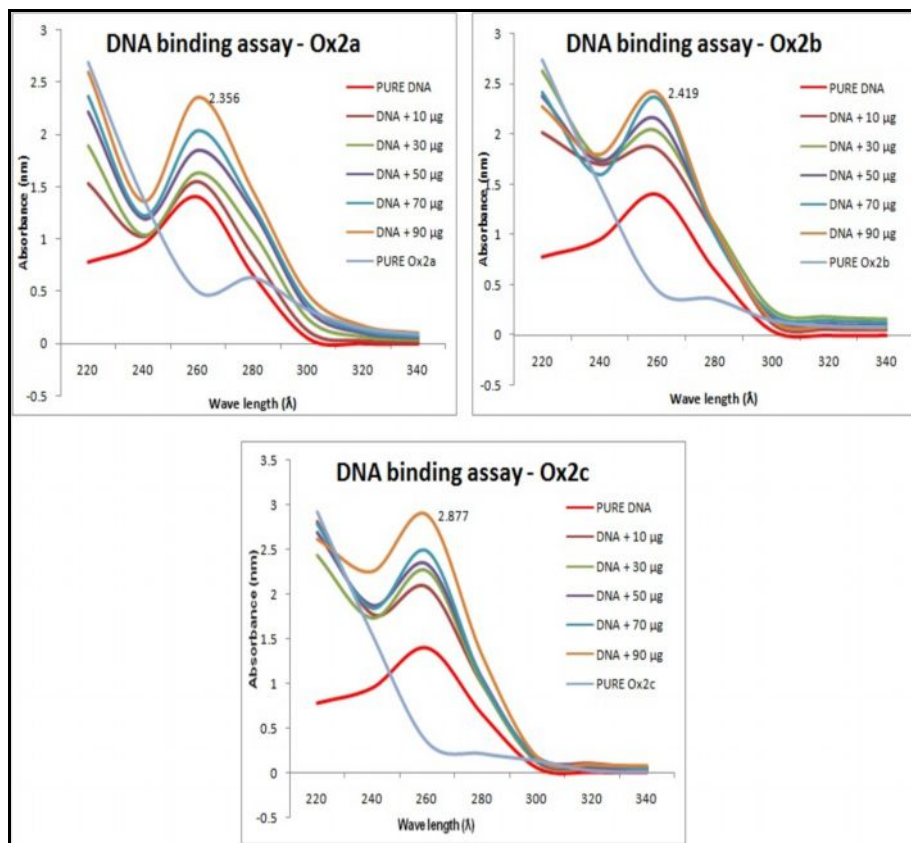 DNA binding assay - Ox2a
3
2.5
2
1.5
1
0.5
0
-0.5
Absorbance (nm)
2.356
PURE DNA
DNA + 10 µg
DNA + 30 µg
DNA + 50 µg
DNA + 70 µg
DNA + 90 µg
PURE Ox2a
220 240 260 280 300 320 340
Wave length (Å)
DNA binding assay - Ox2b
3
2.5
2
1.5
1
0.5
0
-0.5
Absorbance (nm)
2.419
PURE DNA
DNA + 10 µg
DNA + 30 µg
DNA + 50 µg
DNA + 70 µg
DNA + 90 µg
PURE Ox2b
220 240 260 280 300 320 340
Wave length (Å)
DNA binding assay - Ox2c
3.5
3
2.5
2
1.5
1
0.5
0
-0.5
Absorbance (nm)
2.877
PURE DNA
DNA + 10 µg
DNA + 30 µg
DNA + 50 µg
DNA + 70 µg
DNA + 90 µg
PURE Ox2c
220 240 260 280 300 320 340
Wave length (Å)